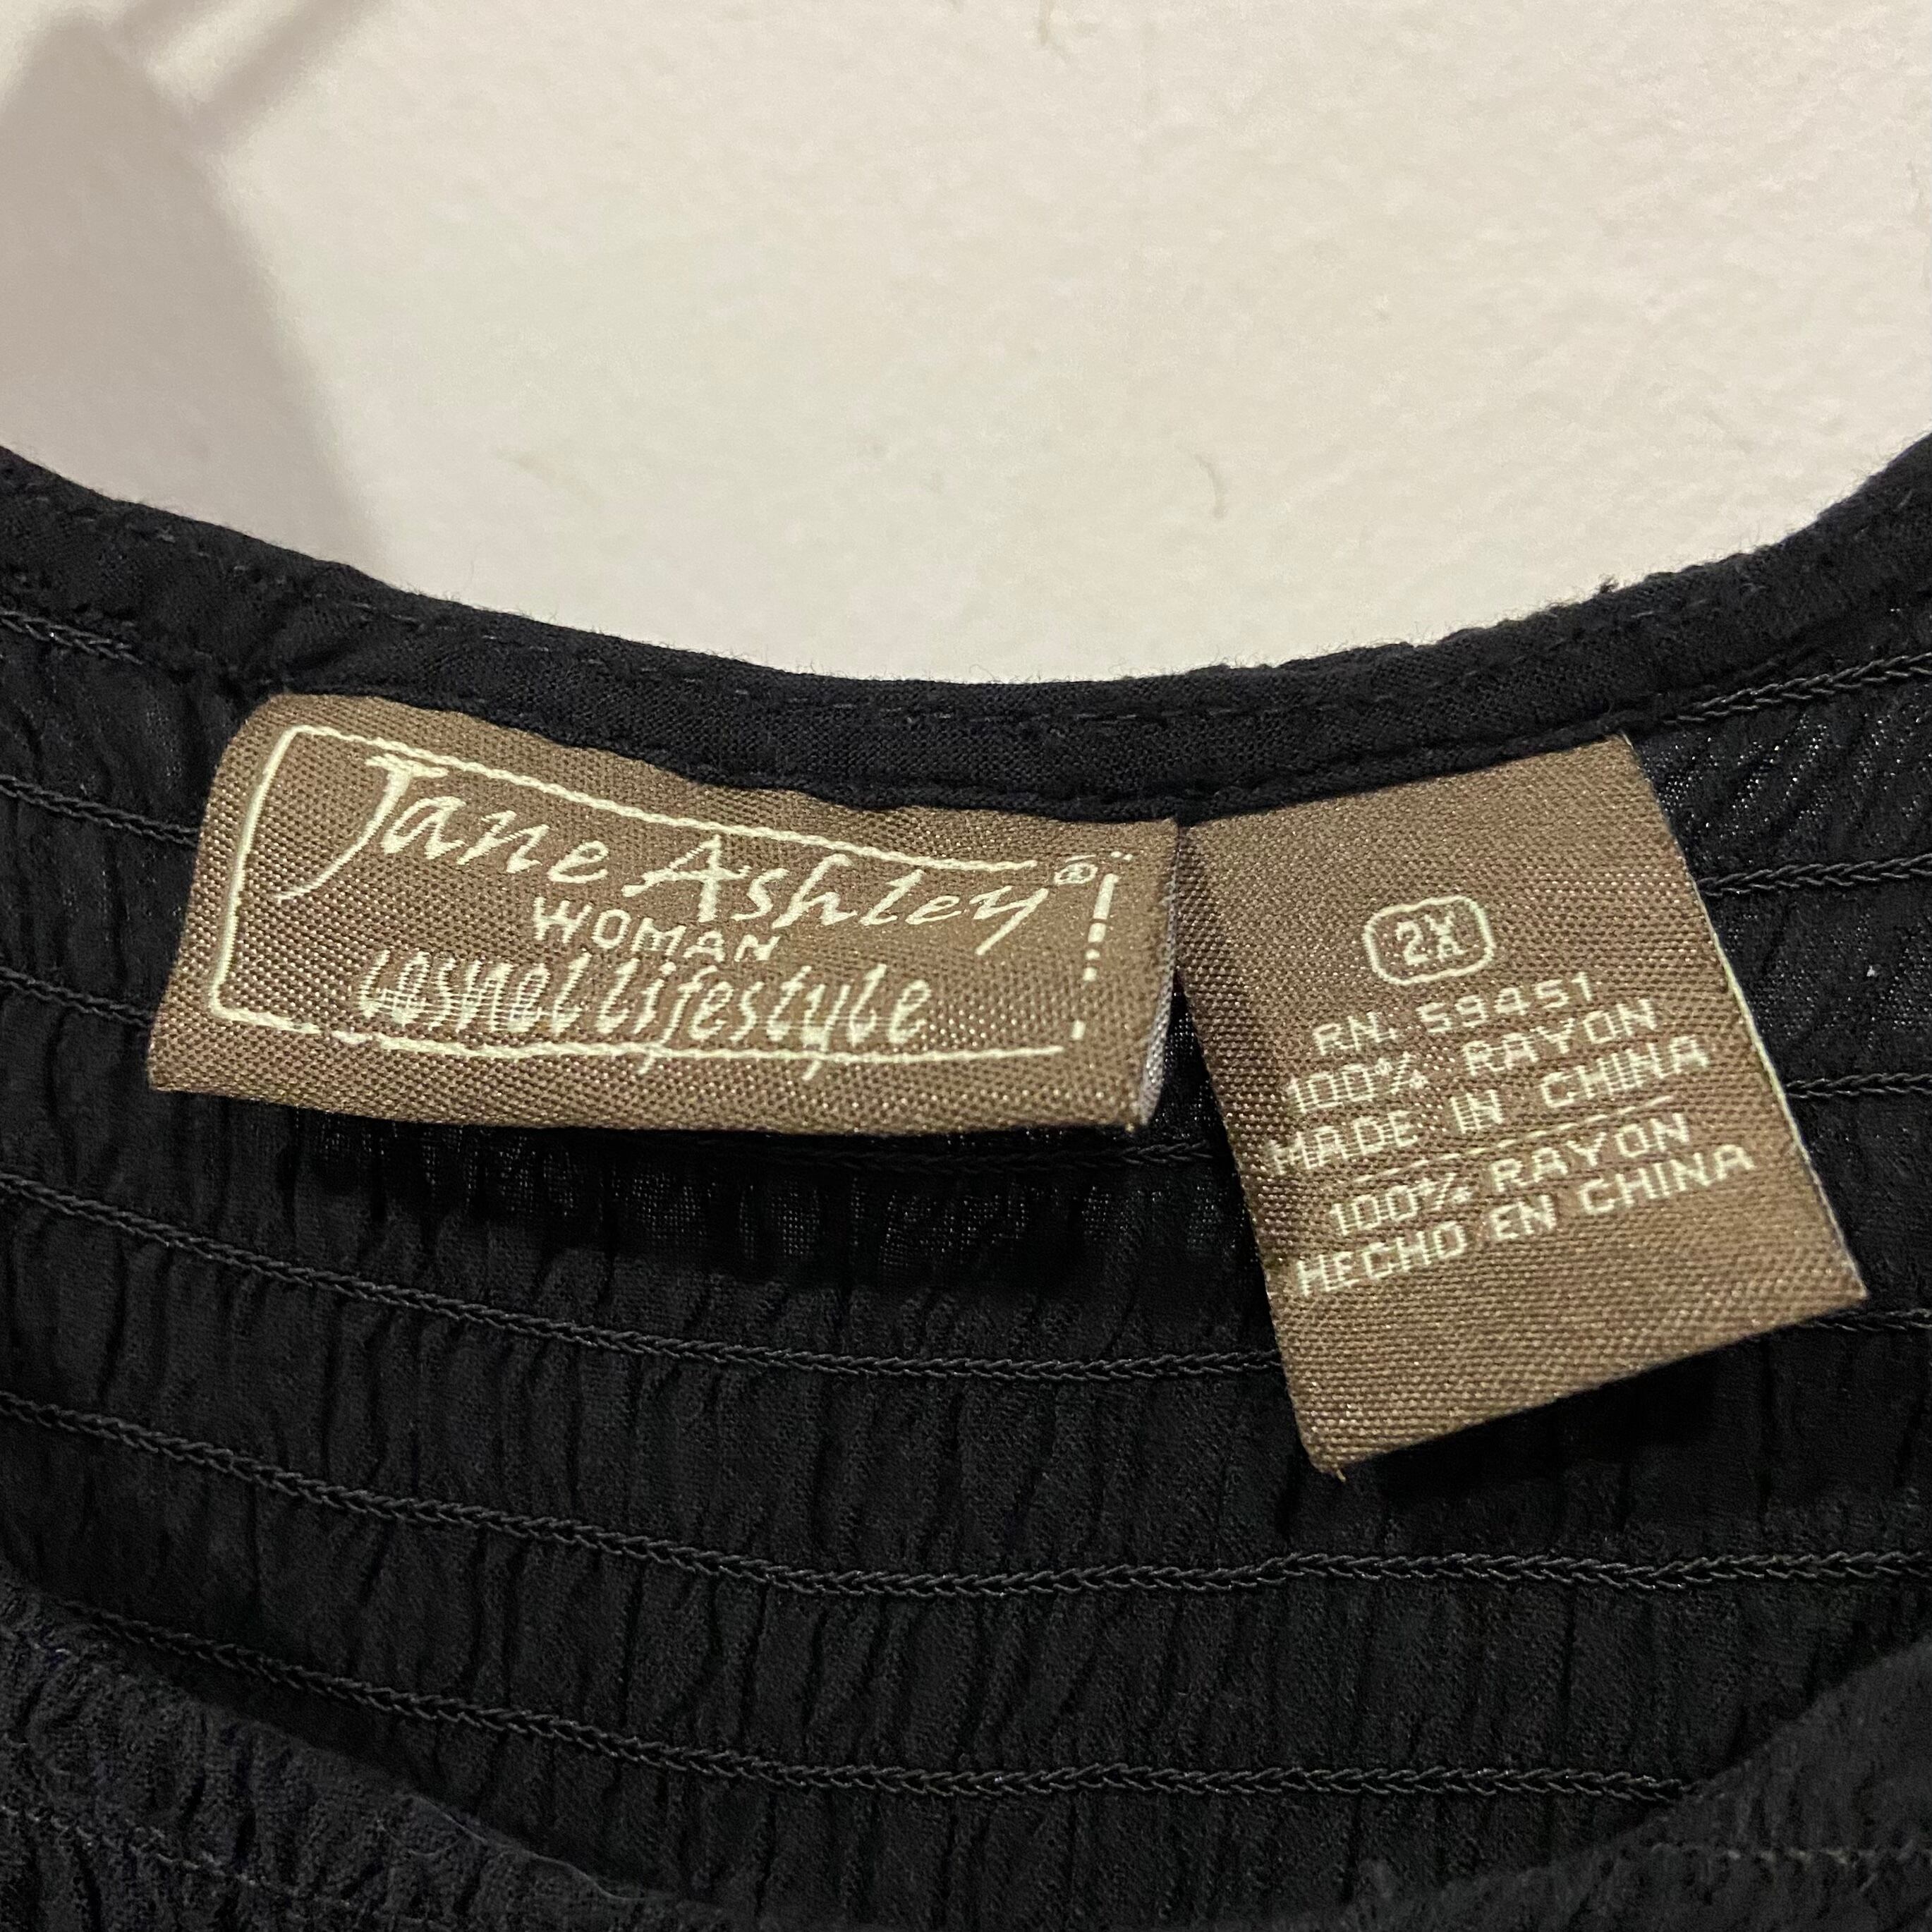 Jane Ashley®
WOMAN
casual lifestyle
2X
RN. 59451
100% RAYON
MADE IN CHINA
100% RAYON
HECHO EN CHINA